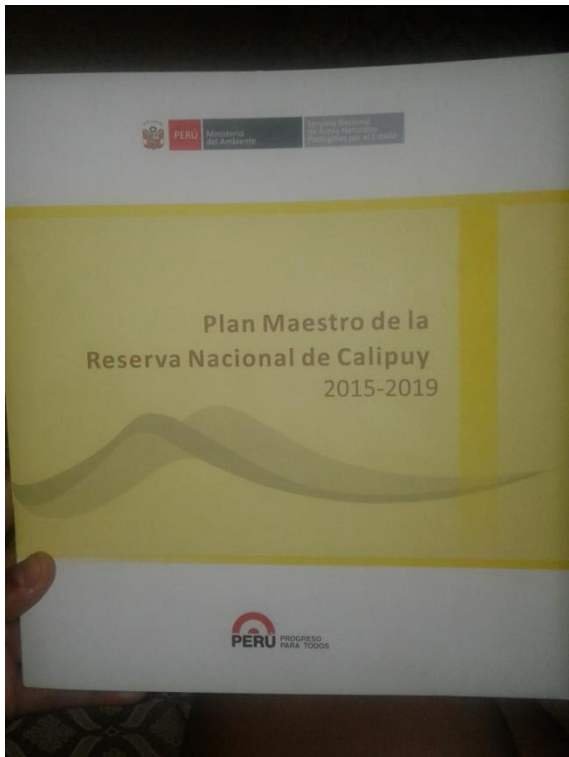 PERÚ
Ministerio
del Ambiente
Servicio Nacional
de Áreas Naturales
Protegidas por el Estado
Plan Maestro de la
Reserva Nacional de Calipuy
2015-2019
PERÚ
PROGRESO
PARA TODOS